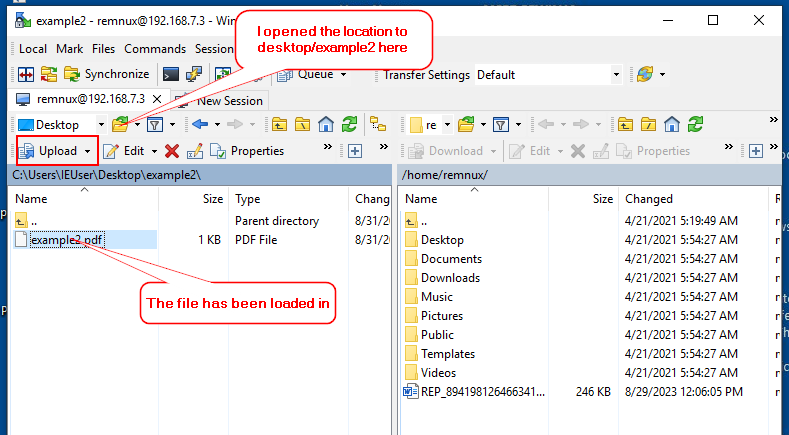 example2 - remnux@192.168.7.3 - Win
I opened the location to
desktop/example2 here
Local Mark Files Commands Session
Synchronize
Queue
Transfer Settings Default
remnux@192.168.7.3
New Session
Desktop
re
Upload
Edit
Properties
Download
Edit
Properties
C:\Users\IEUser\Desktop\example2\
/home/remnux/
Name Size Type Chang
.. Parent directory 8/31/20
example2.pdf 1 KB PDF File 8/31/20
The file has been loaded in
Name Size Changed R
.. 4/21/2021 5:19:49 AM
Desktop 4/21/2021 5:54:27 AM
Documents 4/21/2021 5:54:27 AM
Downloads 4/21/2021 5:54:27 AM
Music 4/21/2021 5:54:27 AM
Pictures 4/21/2021 5:54:27 AM
Public 4/21/2021 5:54:27 AM
Templates 4/21/2021 5:54:27 AM
Videos 4/21/2021 5:54:27 AM
REP_894198126466341... 246 KB 8/29/2023 12:06:05 PM